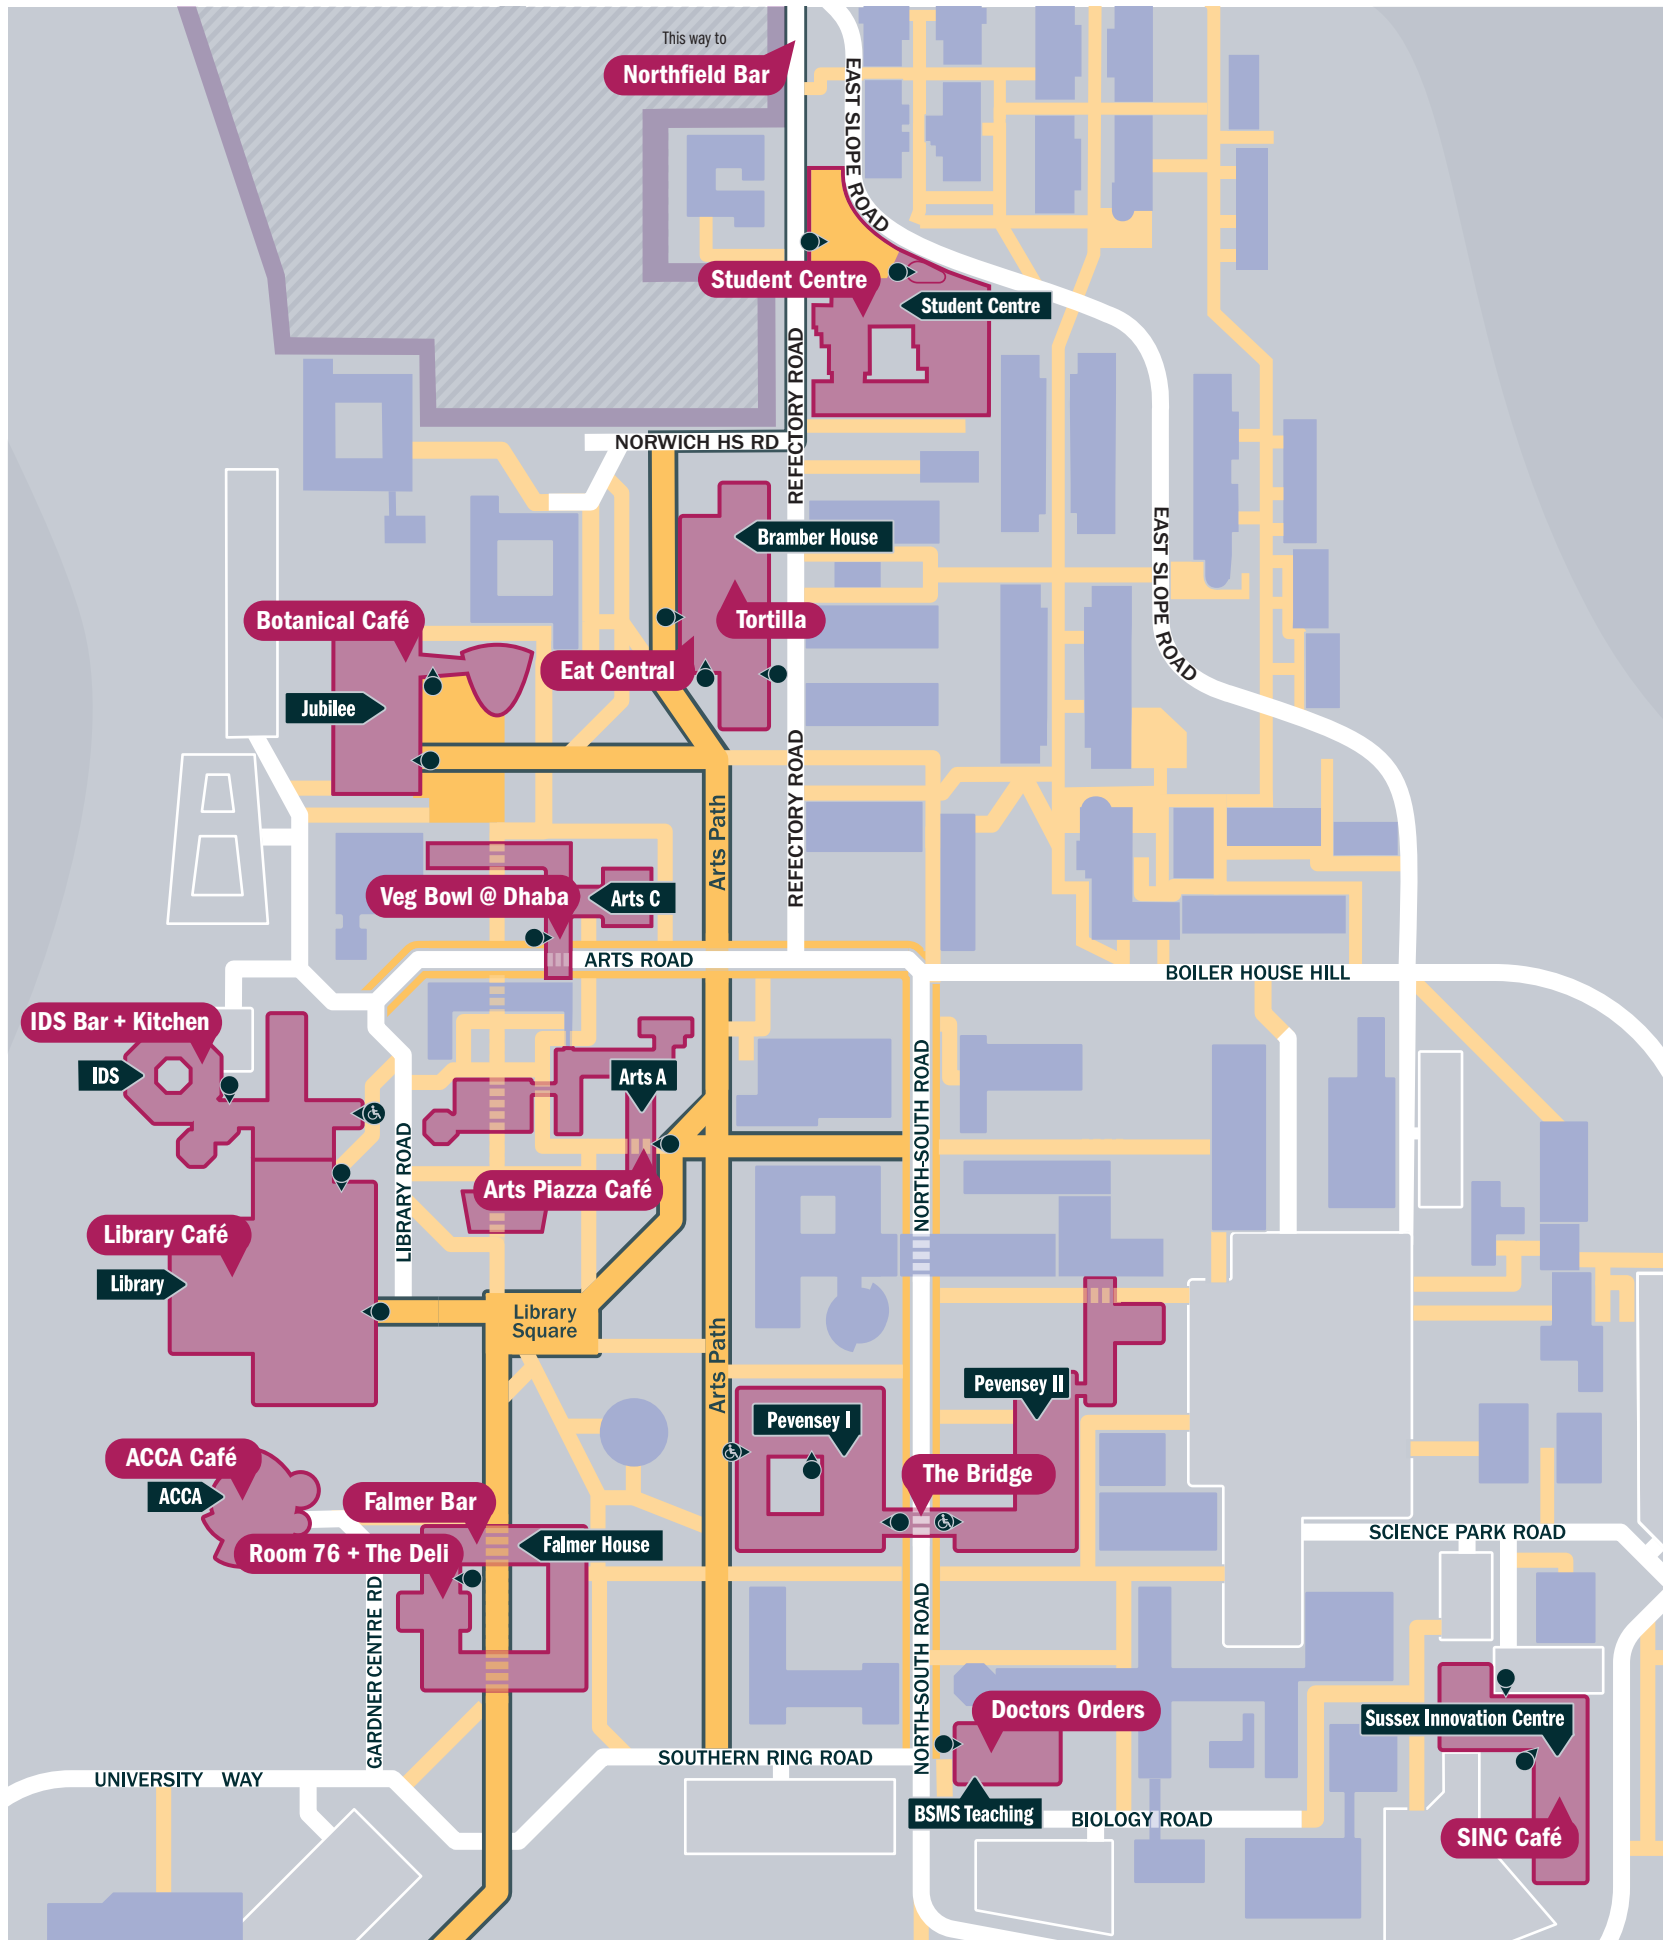 This way to
Northfield Bar
EAST SLOPE ROAD
Student Centre
Student Centre
REFECTORY ROAD
NORWICH HS RD
Bramber House
EAST SLOPE ROAD
Botanical Café
Tortilla
Eat Central
Jubilee
REFECTORY ROAD
Arts Path
Veg Bowl @ Dhaba
Arts C
ARTS ROAD
BOILER HOUSE HILL
IDS Bar + Kitchen
IDS
Arts A
NORTH-SOUTH ROAD
LIBRARY ROAD
Arts Piazza Café
Library Café
Library
Library
Square
Arts Path
Pevensey II
Pevensey I
ACCA Café
The Bridge
ACCA
Falmer Bar
Falmer House
Room 76 + The Deli
SCIENCE PARK ROAD
GARDNER CENTRE RD
NORTH-SOUTH ROAD
Doctors Orders
Sussex Innovation Centre
SOUTHERN RING ROAD
UNIVERSITY WAY
BSMS Teaching
BIOLOGY ROAD
SINC Café